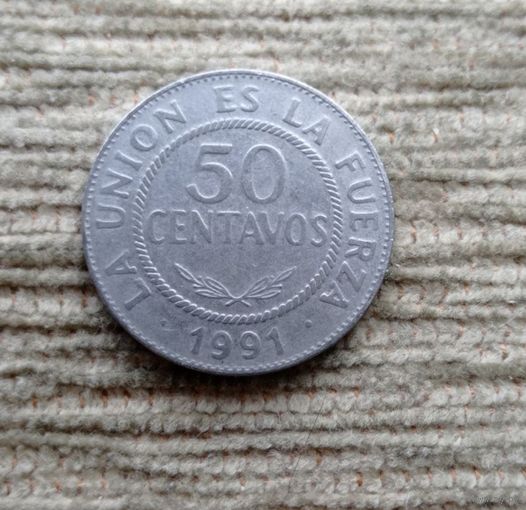 LA UNION ES LA FUERZA
50
CENTAVOS
· 1991 ·